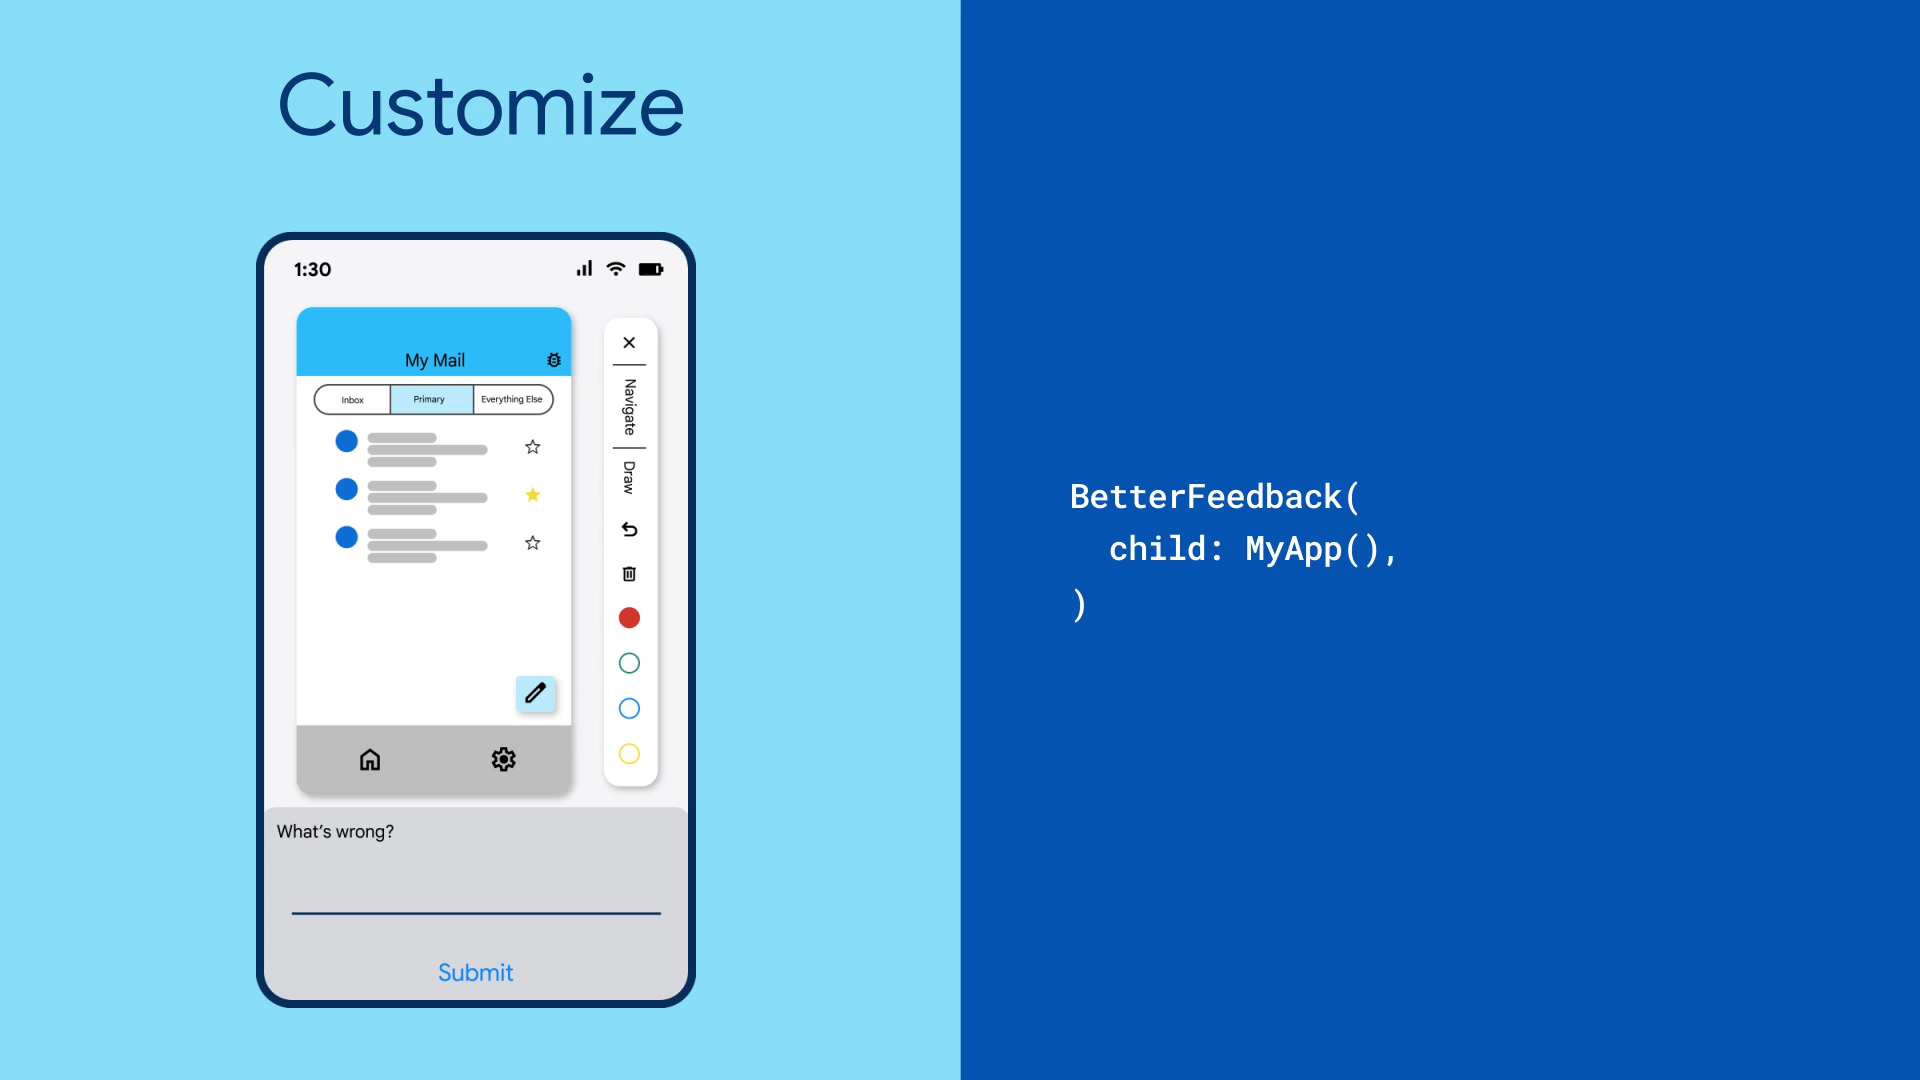 Customize
1:30
My Mail
Inbox
Primary
Everything Else
Navigate
Draw
What's wrong?
Submit
BetterFeedback(
  child: MyApp(),
)